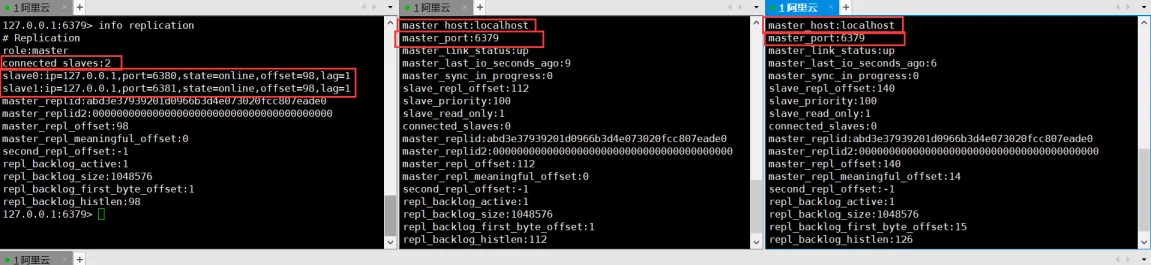 1 阿里云
127.0.0.1:6379> info replication
# Replication
role:master
connected_slaves:2
slave0:ip=127.0.0.1,port=6380,state=online,offset=98,lag=1
slave1:ip=127.0.0.1,port=6381,state=online,offset=98,lag=1
master_replid:abd3e37939201d0966b3d4e073020fcc807eade0
master_replid2:0000000000000000000000000000000000000000
master_repl_offset:98
master_repl_meaningful_offset:0
second_repl_offset:-1
repl_backlog_active:1
repl_backlog_size:1048576
repl_backlog_first_byte_offset:1
repl_backlog_histlen:98
127.0.0.1:6379>
1 阿里云
master_host:localhost
master_port:6379
master_link_status:up
master_last_io_seconds_ago:9
master_sync_in_progress:0
slave_repl_offset:112
slave_priority:100
slave_read_only:1
connected_slaves:0
master_replid:abd3e37939201d0966b3d4e073020fcc807eade0
master_replid2:0000000000000000000000000000000000000000
master_repl_offset:112
master_repl_meaningful_offset:0
second_repl_offset:-1
repl_backlog_active:1
repl_backlog_size:1048576
repl_backlog_first_byte_offset:1
repl_backlog_histlen:112
1 阿里云
master_host:localhost
master_port:6379
master_link_status:up
master_last_io_seconds_ago:6
master_sync_in_progress:0
slave_repl_offset:140
slave_priority:100
slave_read_only:1
connected_slaves:0
master_replid:abd3e37939201d0966b3d4e073020fcc807eade0
master_replid2:0000000000000000000000000000000000000000
master_repl_offset:140
master_repl_meaningful_offset:14
second_repl_offset:-1
repl_backlog_active:1
repl_backlog_size:1048576
repl_backlog_first_byte_offset:15
repl_backlog_histlen:126
1 阿里云